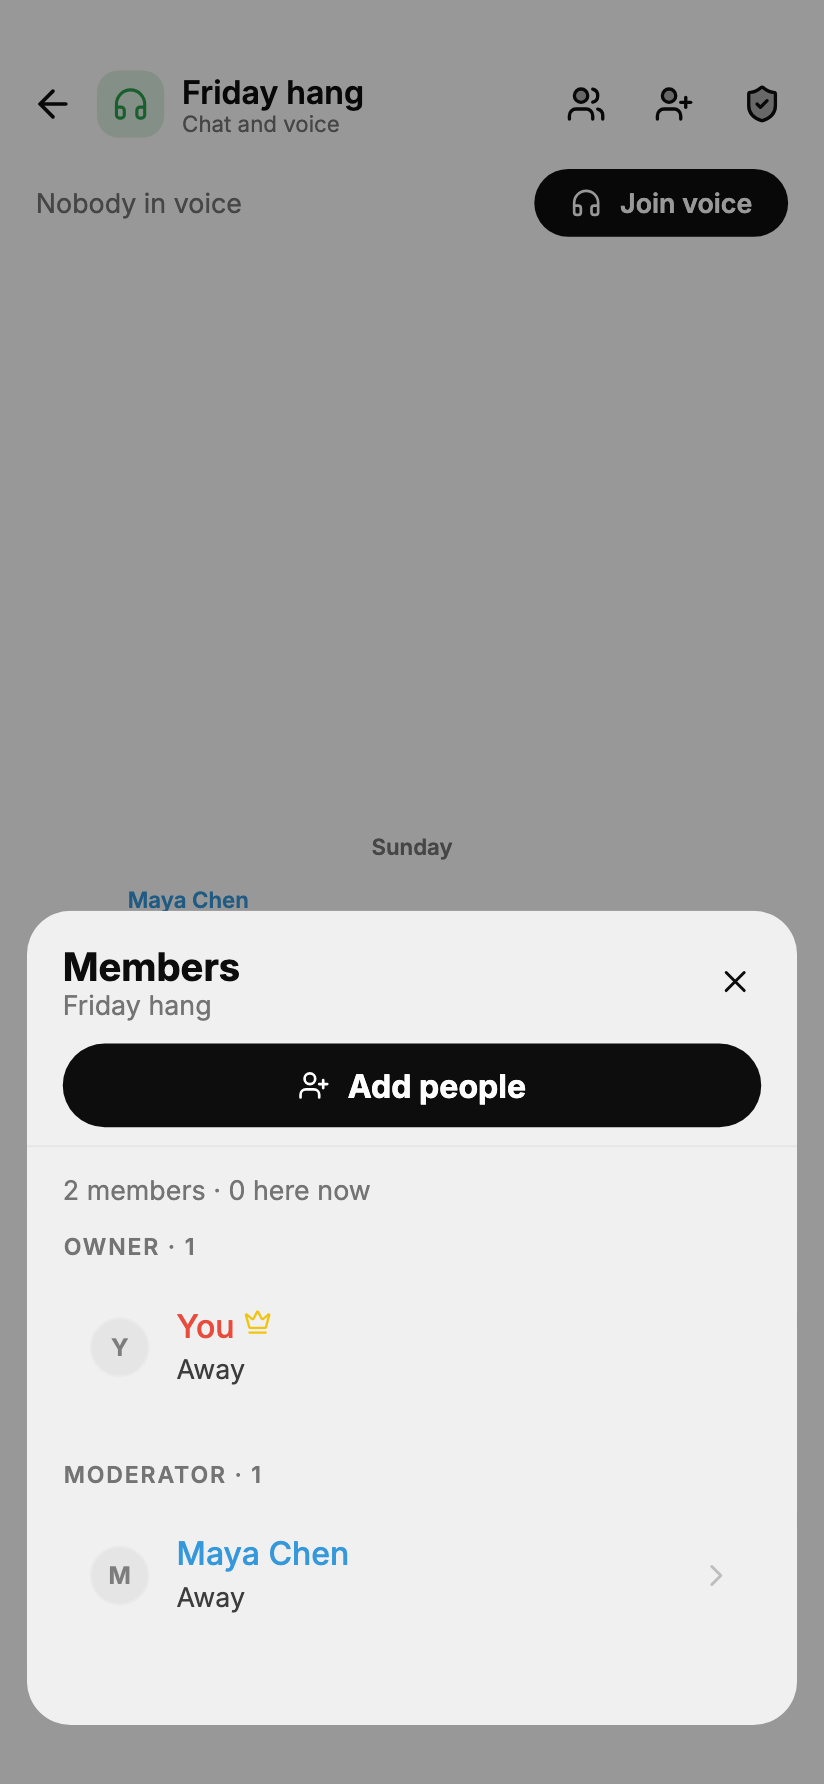 Friday hang
Chat and voice
Nobody in voice
Join voice
Sunday
Maya Chen
Members
Friday hang
Add people
2 members · 0 here now
OWNER · 1
Y
You
Away
MODERATOR · 1
M
Maya Chen
Away